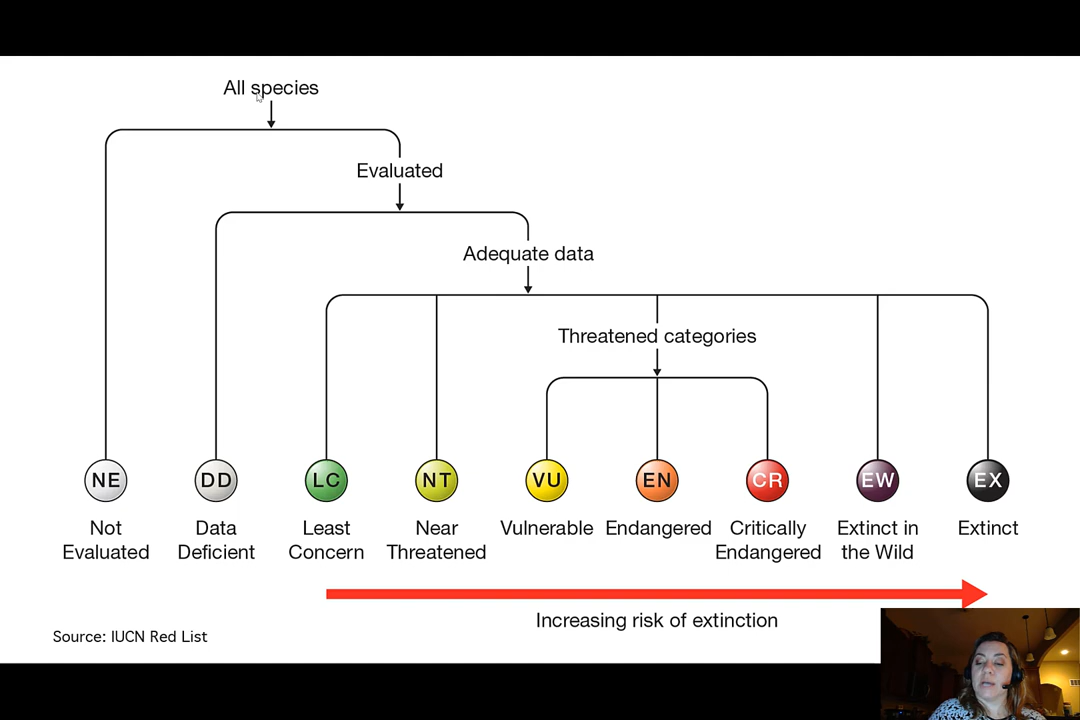 All species
Evaluated
Adequate data
Threatened categories
NE DD LC NT VU EN CR EW EX
Not Evaluated
Data Deficient
Least Concern
Near Threatened
Vulnerable
Endangered
Critically Endangered
Extinct in the Wild
Extinct
Increasing risk of extinction
Source: IUCN Red List